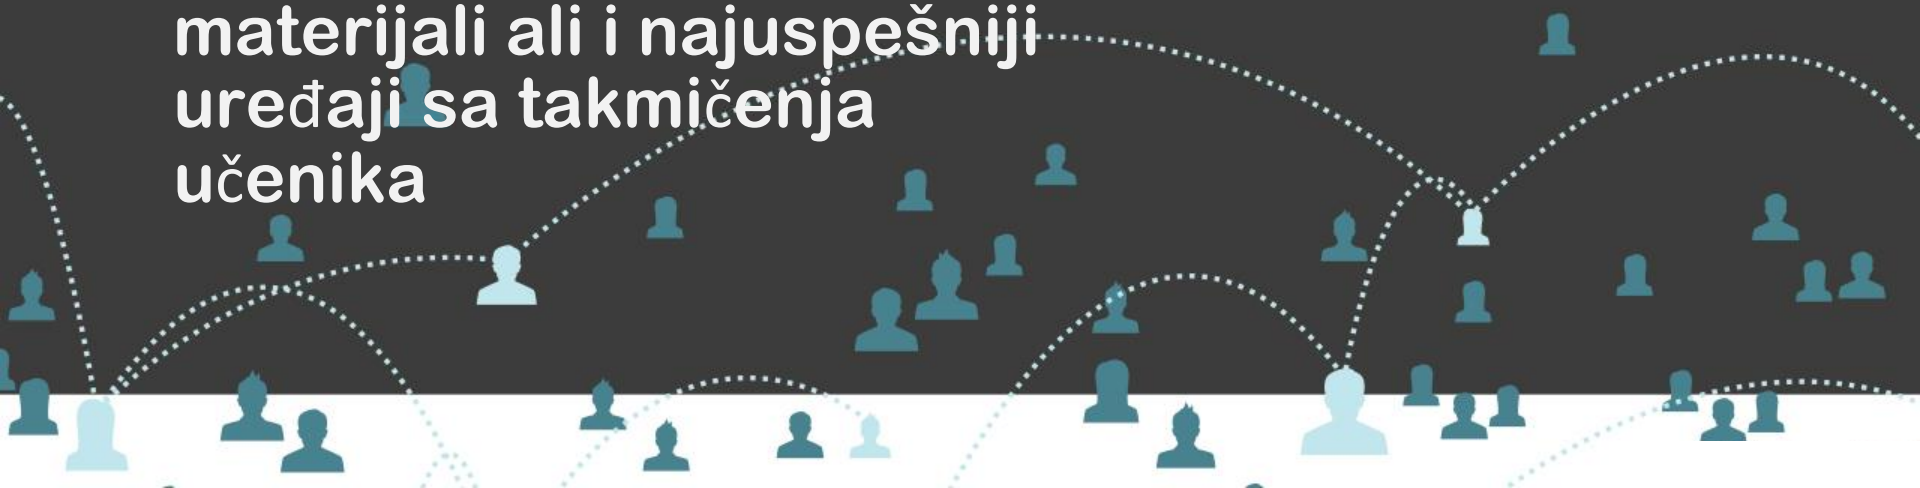 materijali ali i najuspešniji
uređaji sa takmičenja
učenika